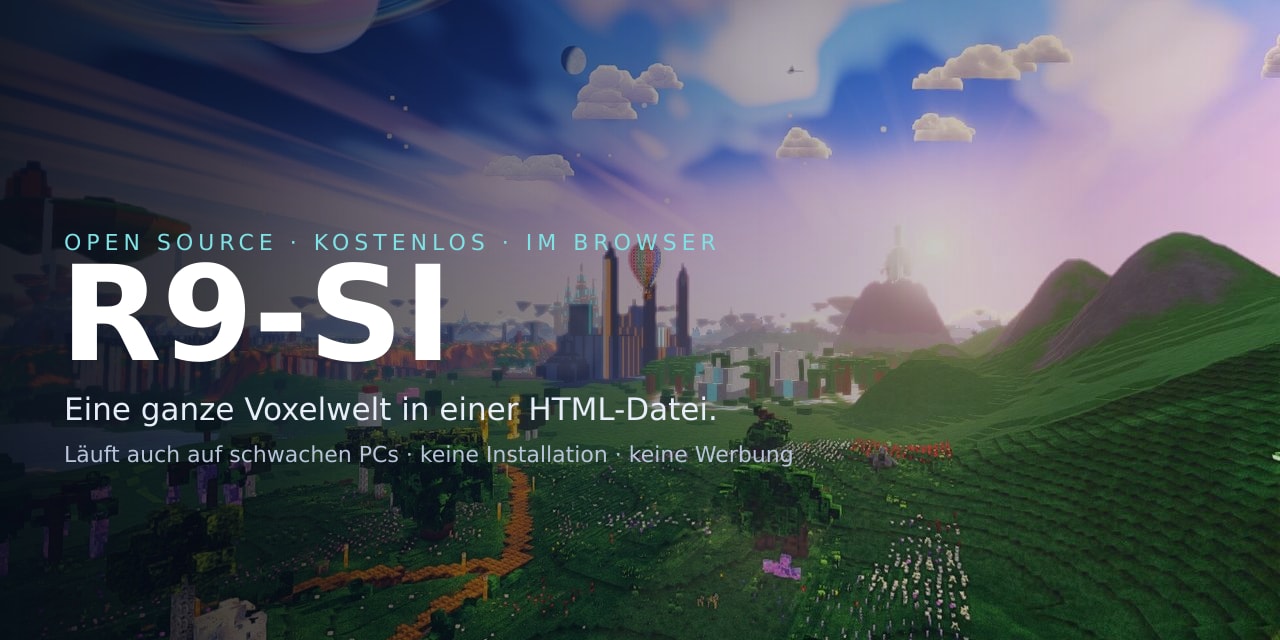 OPEN SOURCE · KOSTENLOS · IM BROWSER
R9-SI
Eine ganze Voxelwelt in einer HTML-Datei.
Läuft auch auf schwachen PCs · keine Installation · keine Werbung